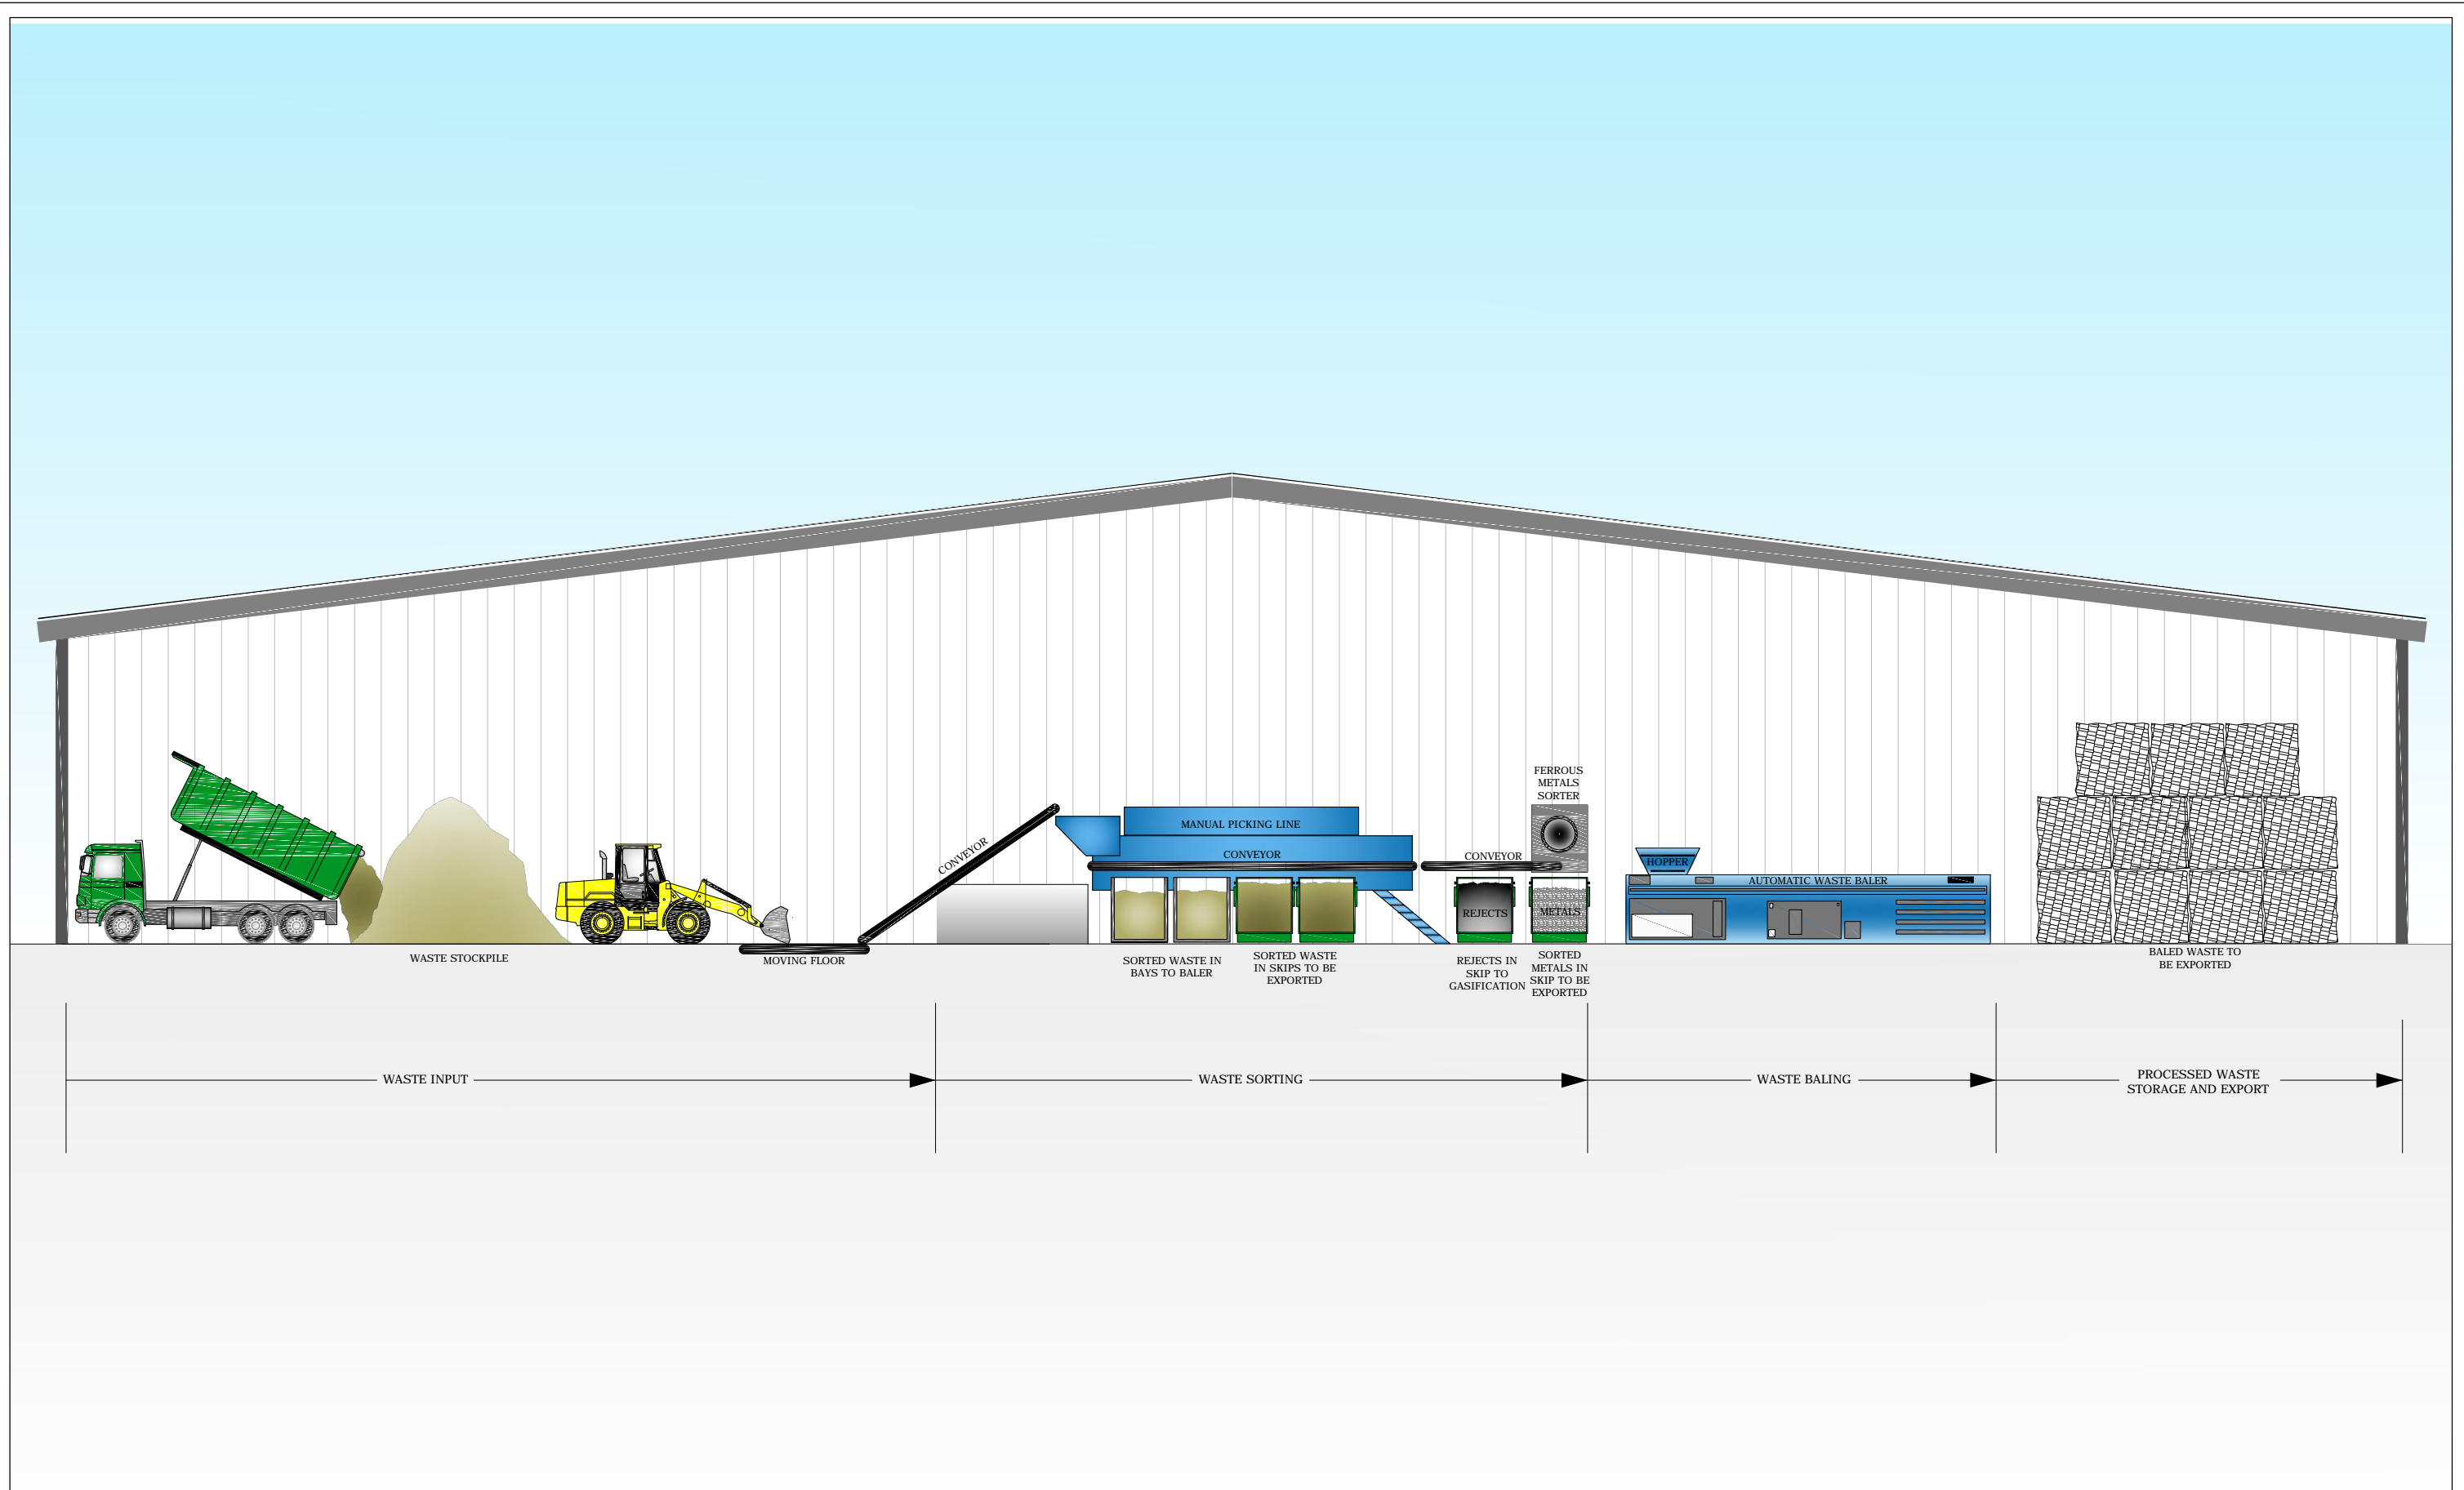 FERROUS
METALS
SORTER
MANUAL PICKING LINE
CONVEYOR
CONVEYOR
CONVEYOR
HOPPER
AUTOMATIC WASTE BALER
REJECTS
METALS
WASTE STOCKPILE
MOVING FLOOR
SORTED WASTE IN
BAYS TO BALER
SORTED WASTE
IN SKIPS TO BE
EXPORTED
REJECTS IN
SKIP TO
GASIFICATION
SORTED
METALS IN
SKIP TO BE
EXPORTED
BALED WASTE TO
BE EXPORTED
WASTE INPUT
WASTE SORTING
WASTE BALING
PROCESSED WASTE
STORAGE AND EXPORT